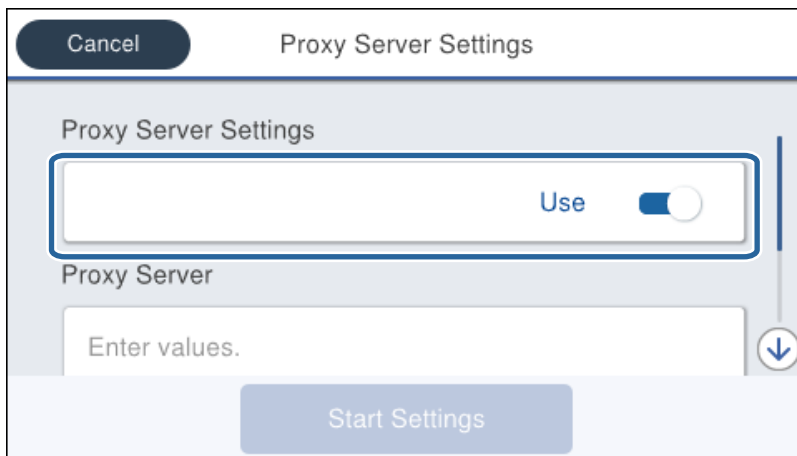 Cancel
Proxy Server Settings
Proxy Server Settings
Use
Proxy Server
Enter values.
Start Settings